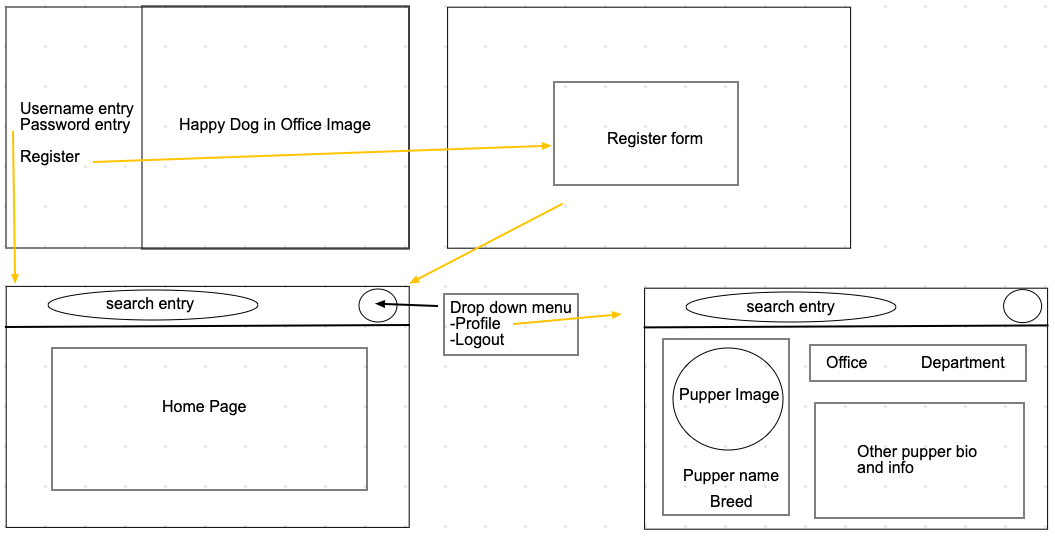 Username entry
Password entry
Register
Happy Dog in Office Image
Register form
search entry
Home Page
Drop down menu
-Profile
-Logout
search entry
Pupper Image
Pupper name
Breed
Office Department
Other pupper bio
and info